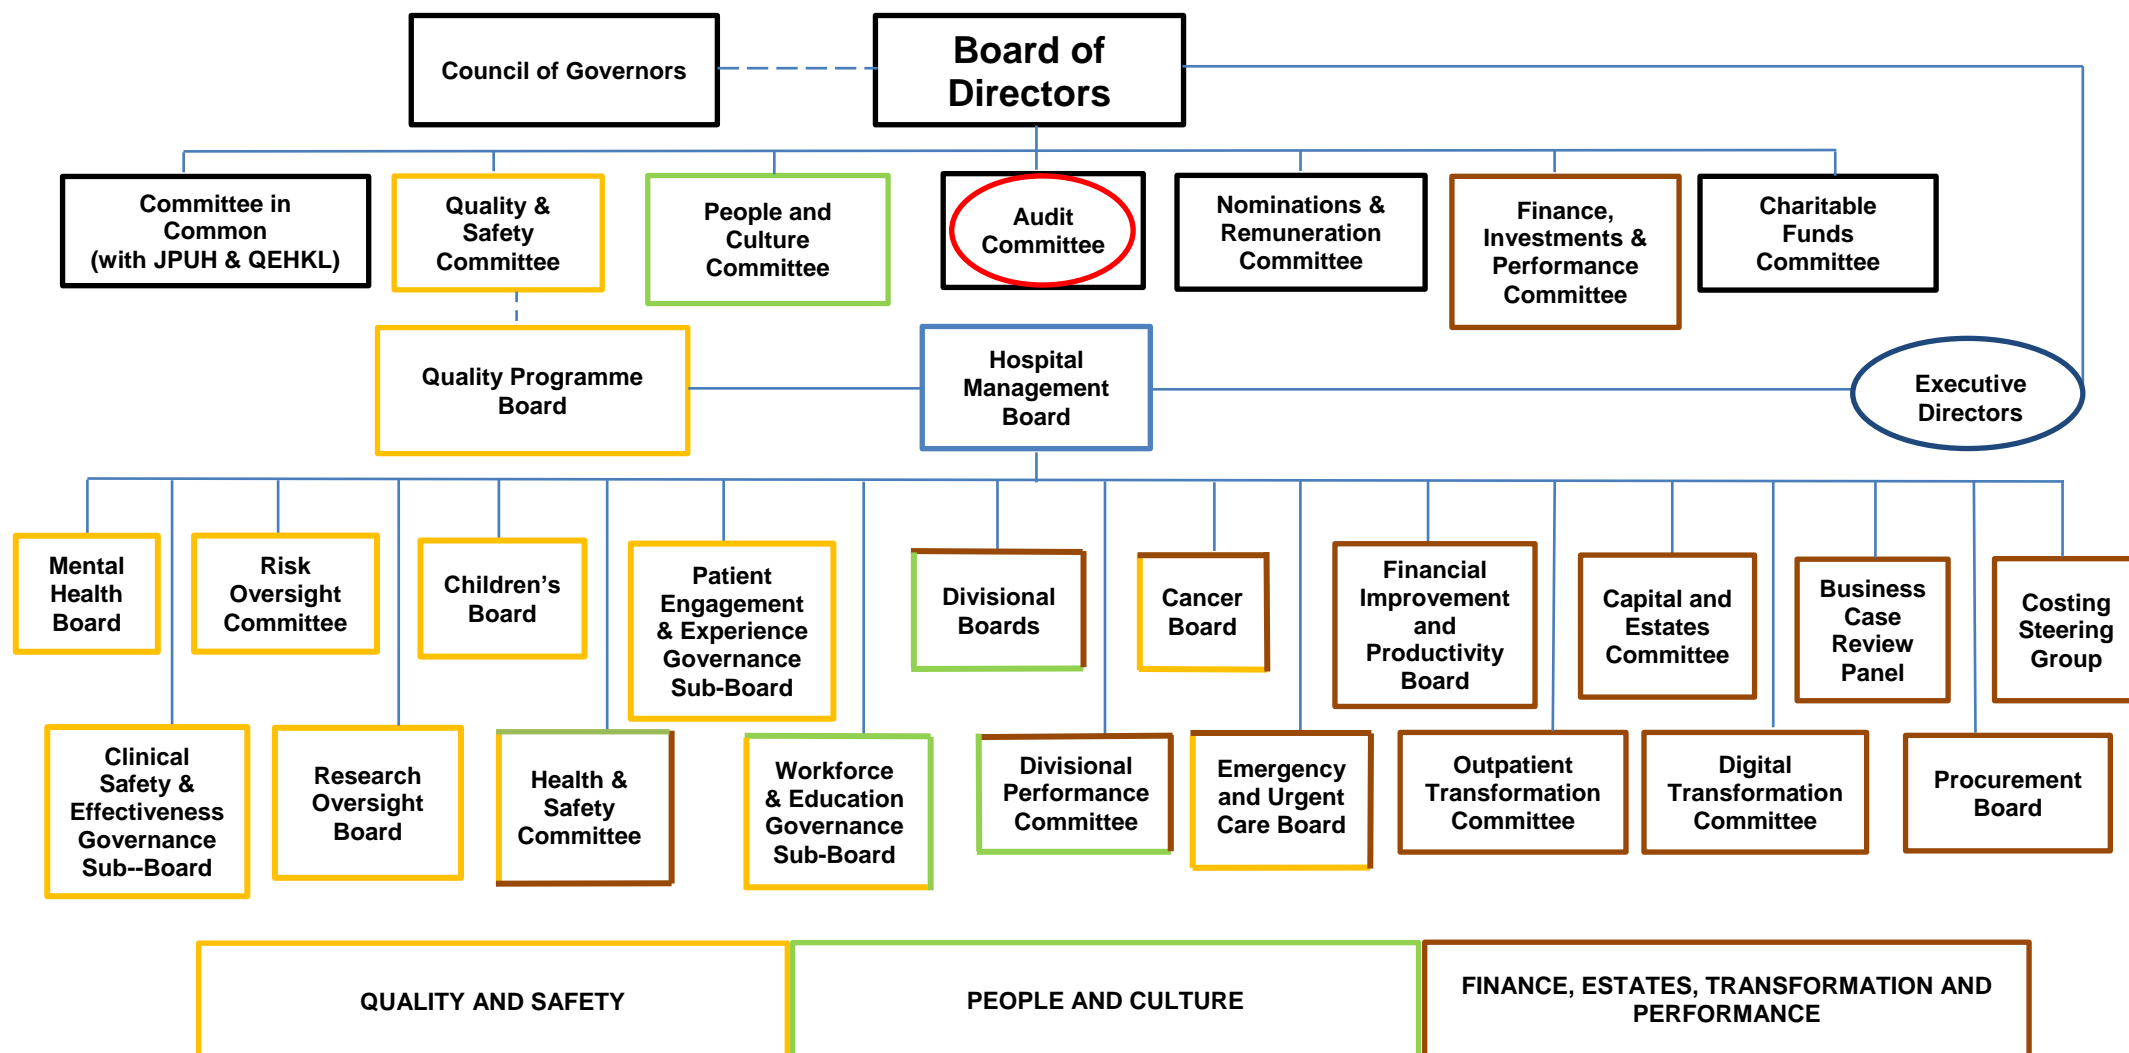 Council of Governors
Board of
Directors
Committee in
Common
(with JPUH & QEHKL)
Quality &
Safety
Committee
People and
Culture
Committee
Audit
Committee
Nominations &
Remuneration
Committee
Finance,
Investments &
Performance
Committee
Charitable
Funds
Committee
Quality Programme
Board
Hospital
Management
Board
Executive
Directors
Mental
Health
Board
Risk
Oversight
Committee
Children’s
Board
Patient
Engagement
& Experience
Governance
Sub-Board
Divisional
Boards
Cancer
Board
Financial
Improvement
and
Productivity
Board
Capital and
Estates
Committee
Business
Case
Review
Panel
Costing
Steering
Group
Clinical
Safety &
Effectiveness
Governance
Sub--Board
Research
Oversight
Board
Health &
Safety
Committee
Workforce
& Education
Governance
Sub-Board
Divisional
Performance
Committee
Emergency
and Urgent
Care Board
Outpatient
Transformation
Committee
Digital
Transformation
Committee
Procurement
Board
QUALITY AND SAFETY
PEOPLE AND CULTURE
FINANCE, ESTATES, TRANSFORMATION AND
PERFORMANCE